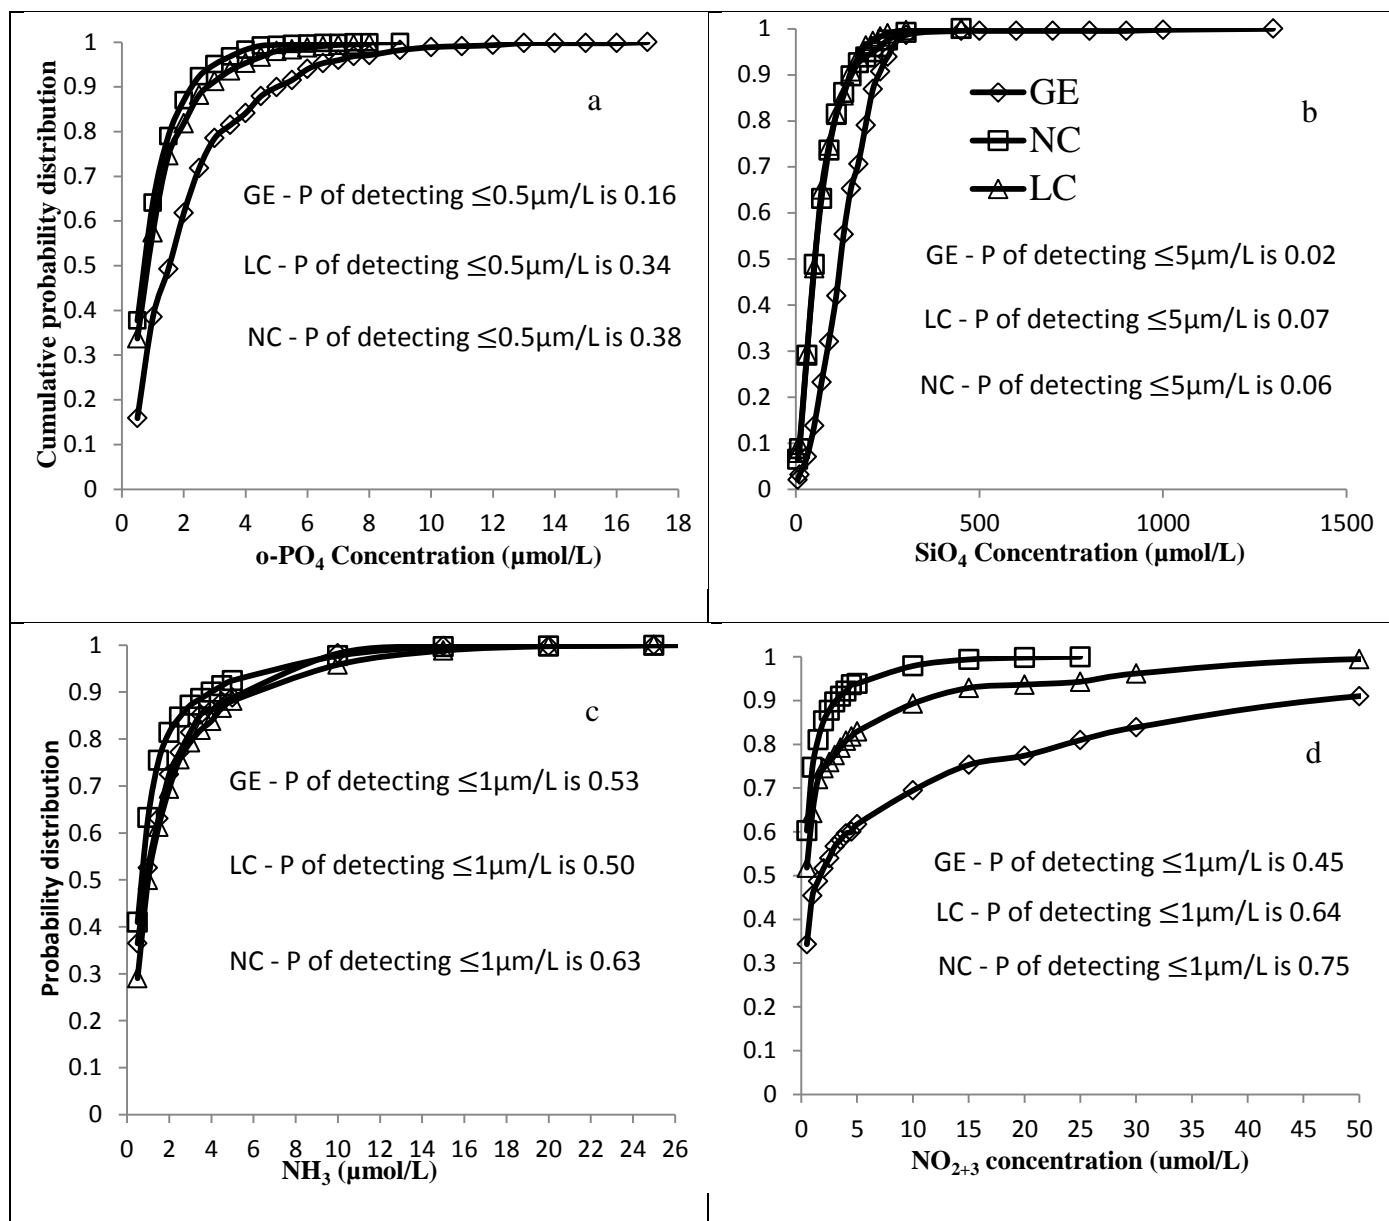 1
0.9
0.8
0.7
0.6
0.5
0.4
0.3
0.2
0.1
0
Cumulative probability distribution
a
GE - P of detecting ≤0.5µm/L is 0.16
LC - P of detecting ≤0.5µm/L is 0.34
NC - P of detecting ≤0.5µm/L is 0.38
0 2 4 6 8 10 12 14 16 18
o-PO₄ Concentration (µmol/L)
1
0.9
0.8
0.7
0.6
0.5
0.4
0.3
0.2
0.1
0
b
GE
NC
LC
GE - P of detecting ≤5µm/L is 0.02
LC - P of detecting ≤5µm/L is 0.07
NC - P of detecting ≤5µm/L is 0.06
0 500 1000 1500
SiO₄ Concentration (µmol/L)
1
0.9
0.8
0.7
0.6
0.5
0.4
0.3
0.2
0.1
0
Probability distribution
c
GE - P of detecting ≤1µm/L is 0.53
LC - P of detecting ≤1µm/L is 0.50
NC - P of detecting ≤1µm/L is 0.63
0 2 4 6 8 10 12 14 16 18 20 22 24 26
NH₃ (µmol/L)
1
0.9
0.8
0.7
0.6
0.5
0.4
0.3
0.2
0.1
0
d
GE - P of detecting ≤1µm/L is 0.45
LC - P of detecting ≤1µm/L is 0.64
NC - P of detecting ≤1µm/L is 0.75
0 5 10 15 20 25 30 35 40 45 50
NO₂₊₃ concentration (umol/L)